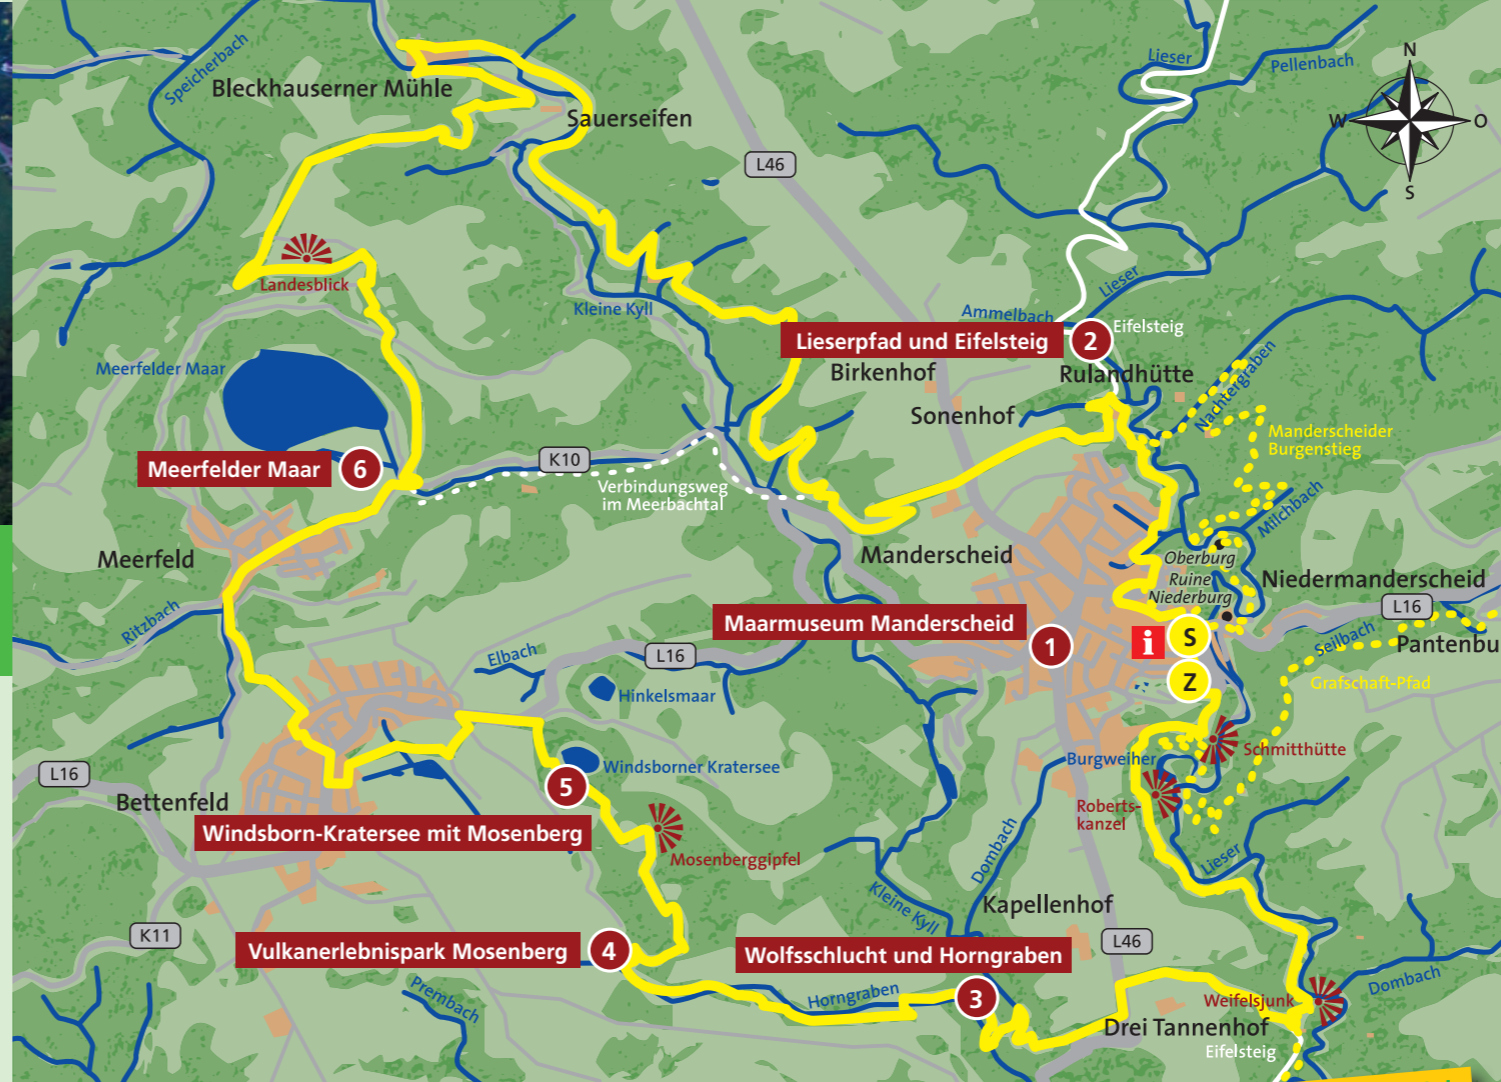 Speicherbach
Bleckhauserner Mühle
Sauerseifen
L46
Lieser
Pellenbach
N
W
O
S
Landesblick
Kleine Kyll
Ammelbach
Lieser
Eifelsteig
Lieserpfad und Eifelsteig
2
Birkenhof
Rulandhütte
Sonenhof
Nachtergraben
Manderscheider
Burgenstieg
Meerfelder Maar
Meerfelder Maar
6
K10
Verbindungsweg
im Meerbachtal
Milchbach
Meerfeld
Manderscheid
Oberburg
Ruine
Niederburg
Niedermanderscheid
L16
Ritzbach
Maarmuseum Manderscheid
1
i
S
Z
Seilbach
Pantenbu
Elbach
L16
Hinkelsmaar
Grafschaft-Pfad
L16
Bettenfeld
Windsborner Kratersee
5
Windsborn-Kratersee mit Mosenberg
Mosenberggipfel
Burgweiher
Schmitthütte
Roberts-
kanzel
Dombach
Lieser
Kleine Kyll
Kapellenhof
K11
Vulkanerlebnispark Mosenberg
4
Wolfsschlucht und Horngraben
3
L46
Prembach
Horngraben
Weifelsjunk
Dombach
Drei Tannenhof
Eifelsteig